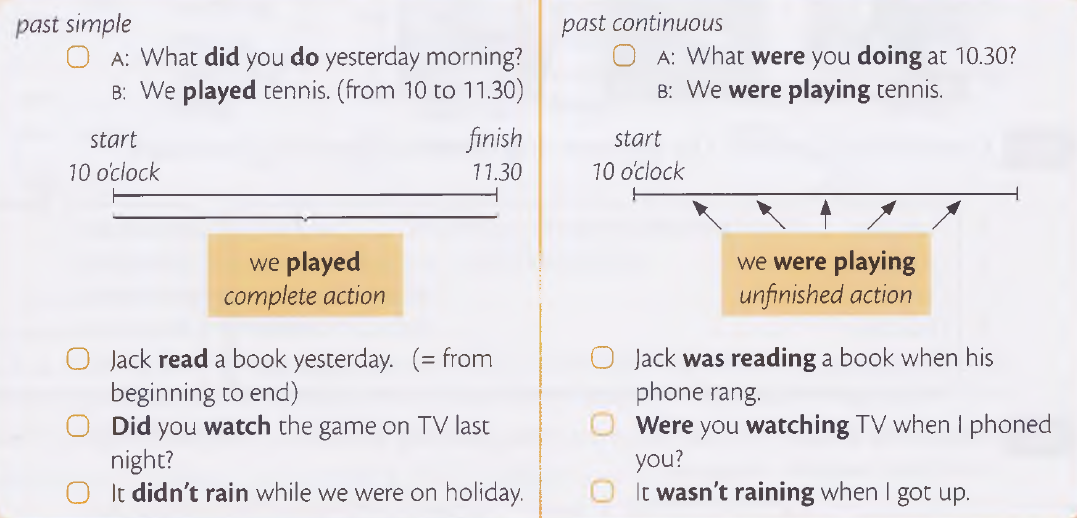 past simple
A: What did you do yesterday morning?
B: We played tennis. (from 10 to 11.30)
start finish
10 o'clock 11.30
we played
complete action
Jack read a book yesterday. (= from
beginning to end)
Did you watch the game on TV last
night?
It didn't rain while we were on holiday.
past continuous
A: What were you doing at 10.30?
B: We were playing tennis.
start
10 o'clock
we were playing
unfinished action
Jack was reading a book when his
phone rang.
Were you watching TV when I phoned
you?
It wasn't raining when I got up.